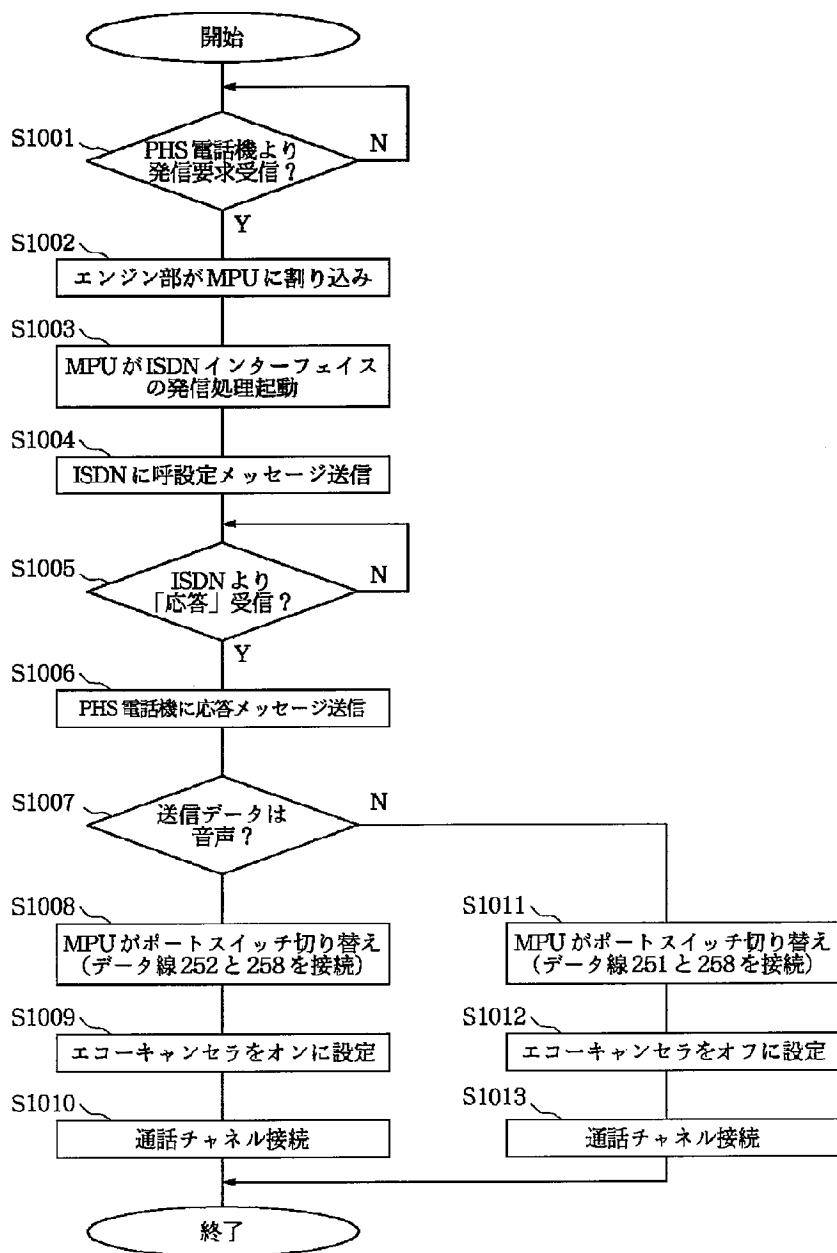 開始
S1001
PHS電話機より
発信要求受信?
N
Y
S1002
エンジン部がMPUに割り込み
S1003
MPUがISDNインターフェイス
の発信処理起動
S1004
ISDNに呼設定メッセージ送信
S1005
ISDNより
「応答」受信?
N
Y
S1006
PHS電話機に応答メッセージ送信
S1007
送信データは
音声?
N
S1008
MPUがポートスイッチ切り替え
(データ線252と258を接続)
S1009
エコーキャンセラをオンに設定
S1010
通話チャネル接続
S1011
MPUがポートスイッチ切り替え
(データ線251と258を接続)
S1012
エコーキャンセラをオフに設定
S1013
通話チャネル接続
終了